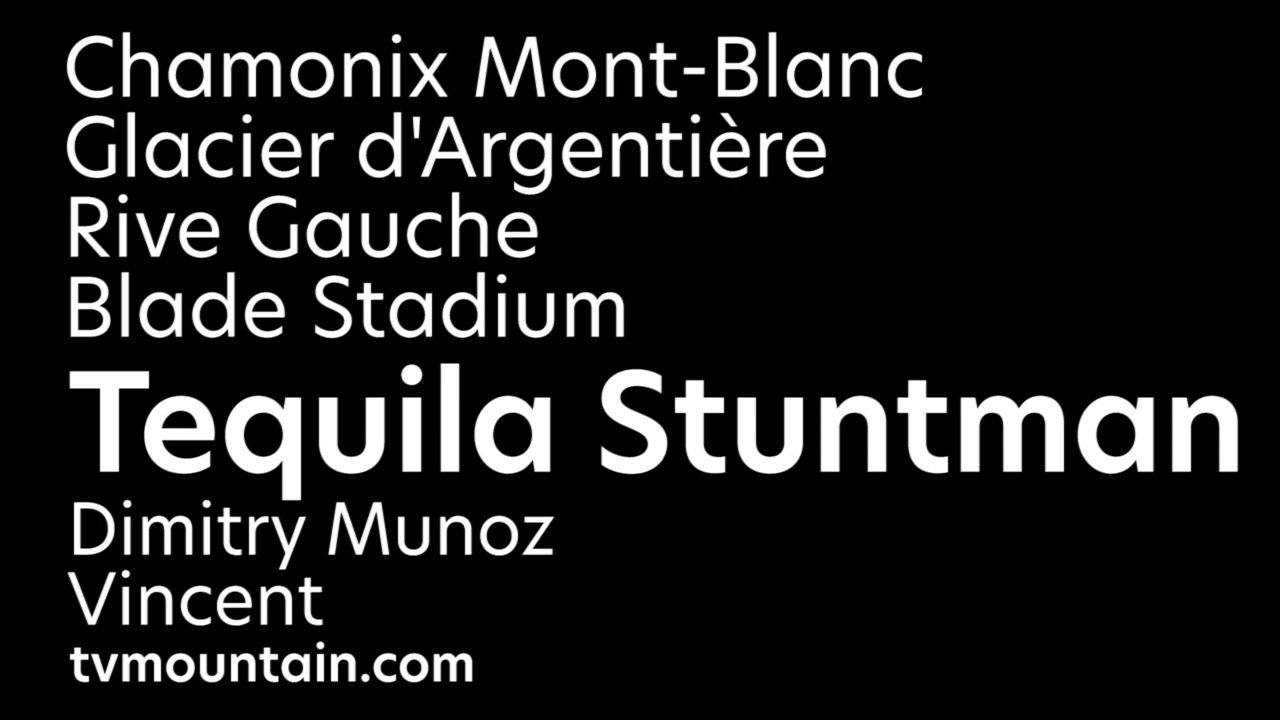 Chamonix Mont-Blanc
Glacier d'Argentière
Rive Gauche
Blade Stadium
Tequila Stuntman
Dimitry Munoz
Vincent
tvmountain.com